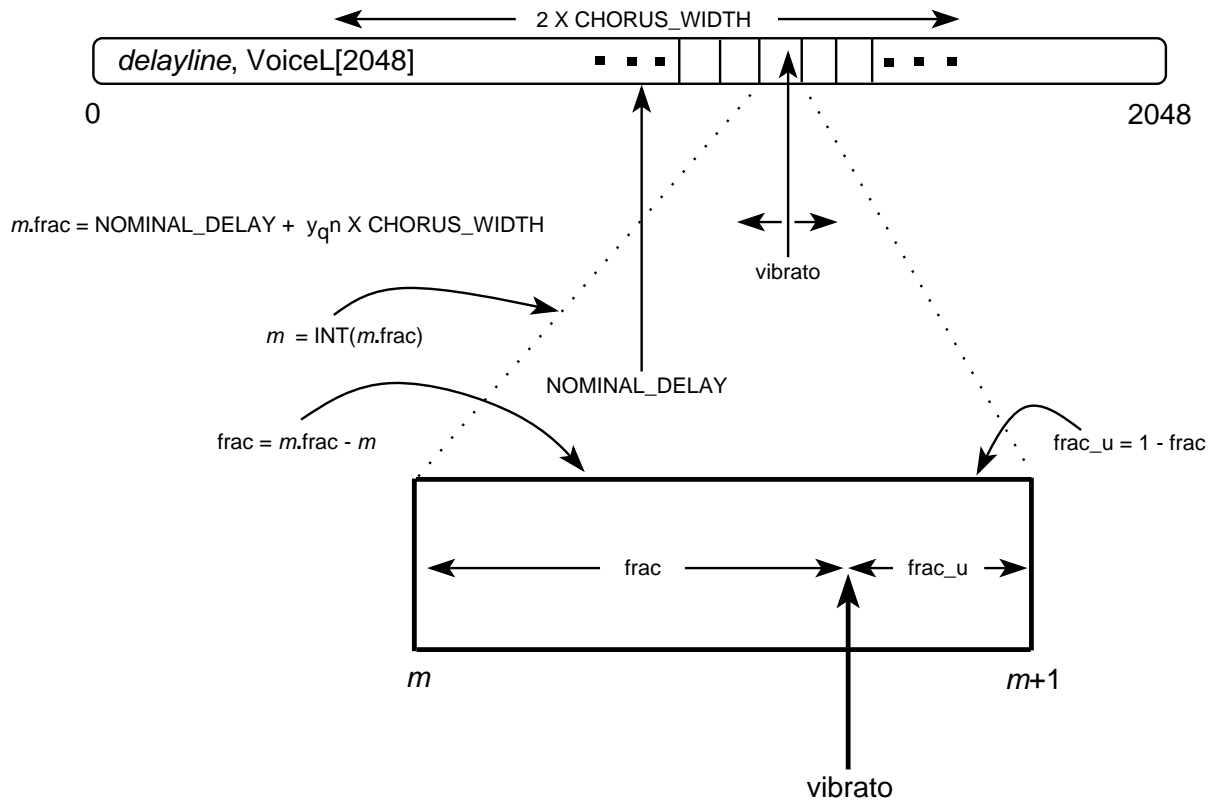 2 X CHORUS_WIDTH
delayline, VoiceL[2048]
0
2048
m.frac = NOMINAL_DELAY + yqn X CHORUS_WIDTH
vibrato
m = INT(m.frac)
NOMINAL_DELAY
frac = m.frac - m
frac_u = 1 - frac
frac
frac_u
m
m+1
vibrato